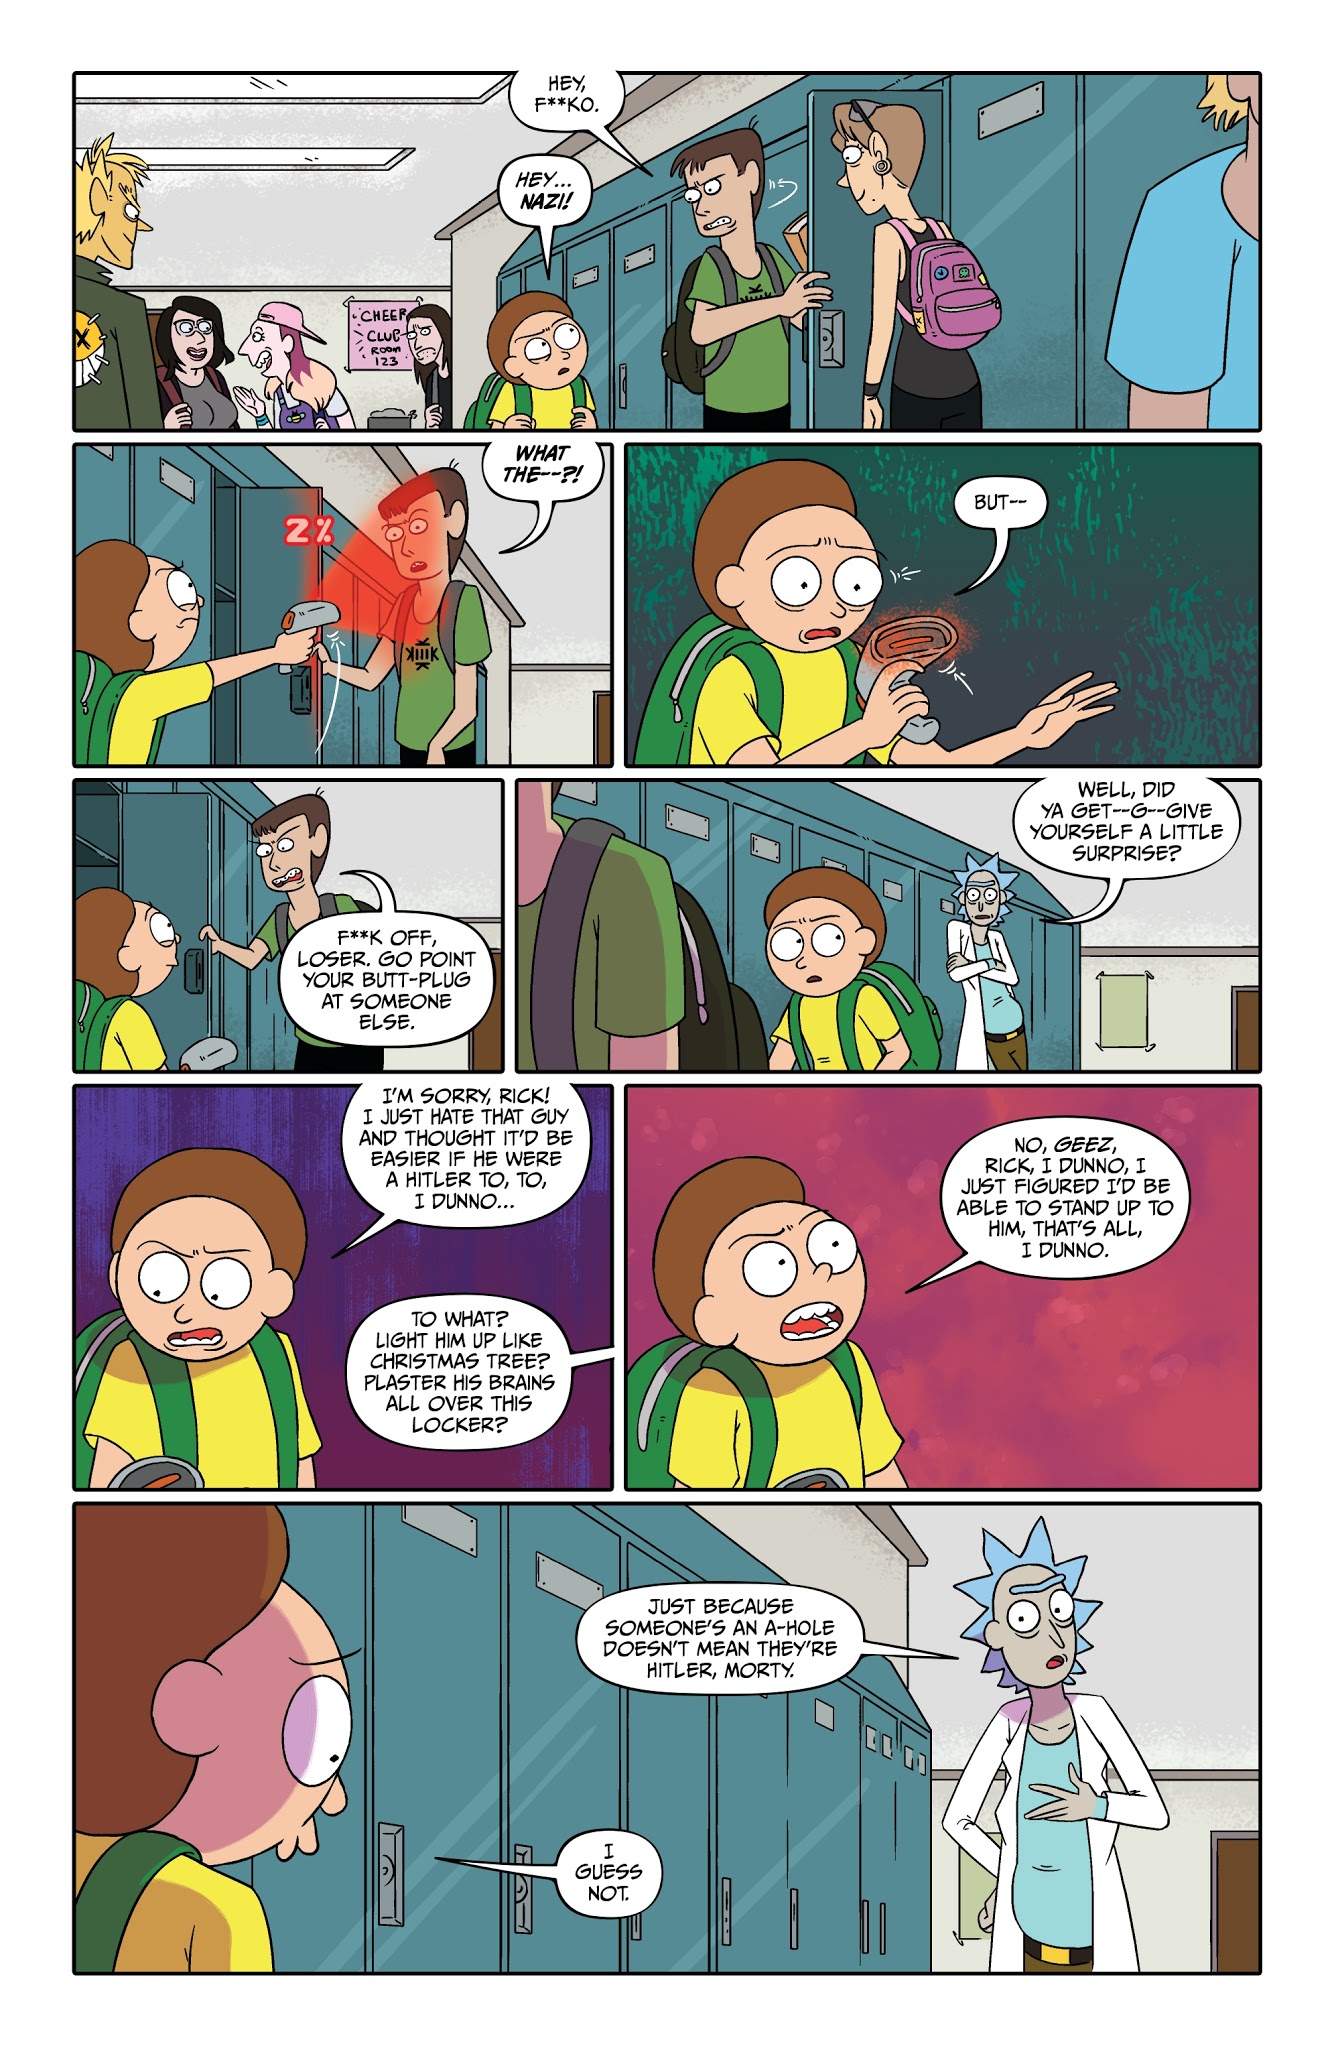 HEY,
F**KO.
HEY...
NAZI!
CHEER
CLUB
ROOM
123
2%
WHAT
THE--?!
BUT--
F**K OFF,
LOSER. GO POINT
YOUR BUTT-PLUG
AT SOMEONE
ELSE.
WELL, DID
YA GET--G--GIVE
YOURSELF A LITTLE
SURPRISE?
I'M SORRY, RICK!
I JUST HATE THAT GUY
AND THOUGHT IT'D BE
EASIER IF HE WERE
A HITLER TO, TO,
I DUNNO...
TO WHAT?
LIGHT HIM UP LIKE
CHRISTMAS TREE?
PLASTER HIS BRAINS
ALL OVER THIS
LOCKER?
NO, GEEZ,
RICK, I DUNNO, I
JUST FIGURED I'D BE
ABLE TO STAND UP TO
HIM, THAT'S ALL,
I DUNNO.
JUST BECAUSE
SOMEONE'S AN A-HOLE
DOESN'T MEAN THEY'RE
HITLER, MORTY.
I
GUESS
NOT.